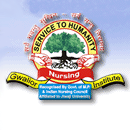 SERVICE TO HUMANITY
Nursing
Gwalior Institute
Recognised By Govt. of M.P.
& Indian Nursing Council
Affiliated to Jiwaji University